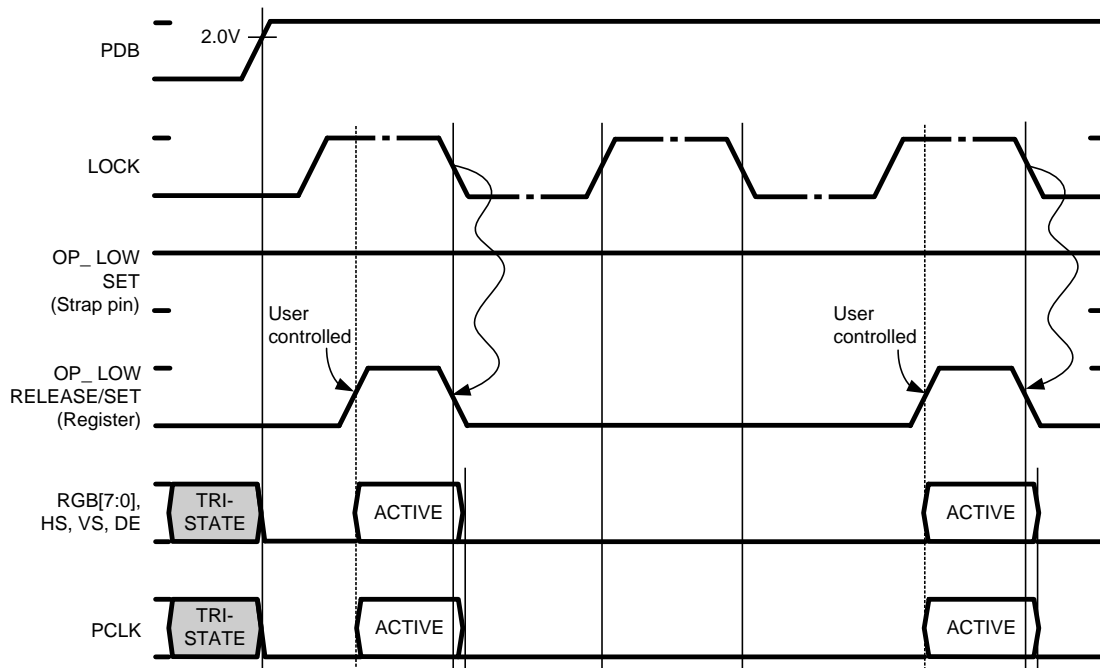 PDB
2.0V
LOCK
OP_ LOW
SET
(Strap pin)
User
controlled
User
controlled
OP_ LOW
RELEASE/SET
(Register)
RGB[7:0],
HS, VS, DE
TRI-
STATE
ACTIVE
ACTIVE
PCLK
TRI-
STATE
ACTIVE
ACTIVE